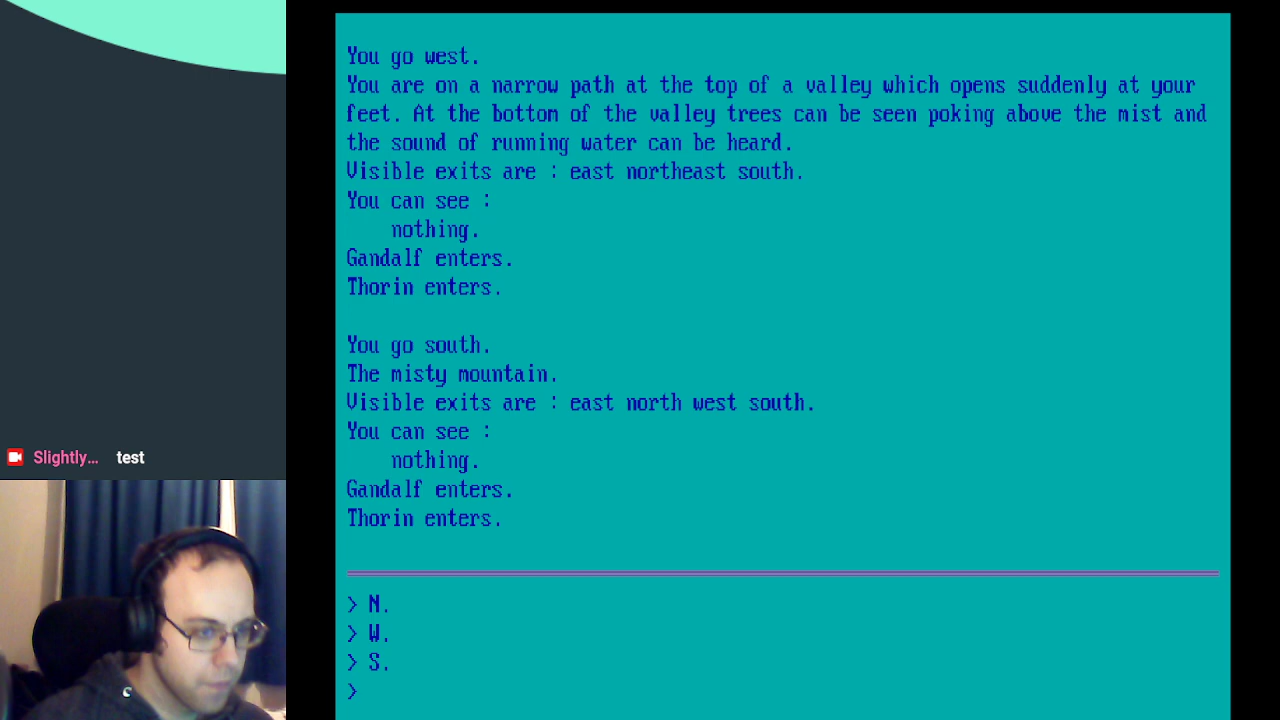 You go west.
You are on a narrow path at the top of a valley which opens suddenly at your
feet. At the bottom of the valley trees can be seen poking above the mist and
the sound of running water can be heard.
Visible exits are : east northeast south.
You can see :
nothing.
Gandalf enters.
Thorin enters.
You go south.
The misty mountain.
Visible exits are : east north west south.
You can see :
nothing.
Gandalf enters.
Thorin enters.
> N.
> W.
> S.
>
Slightly... test